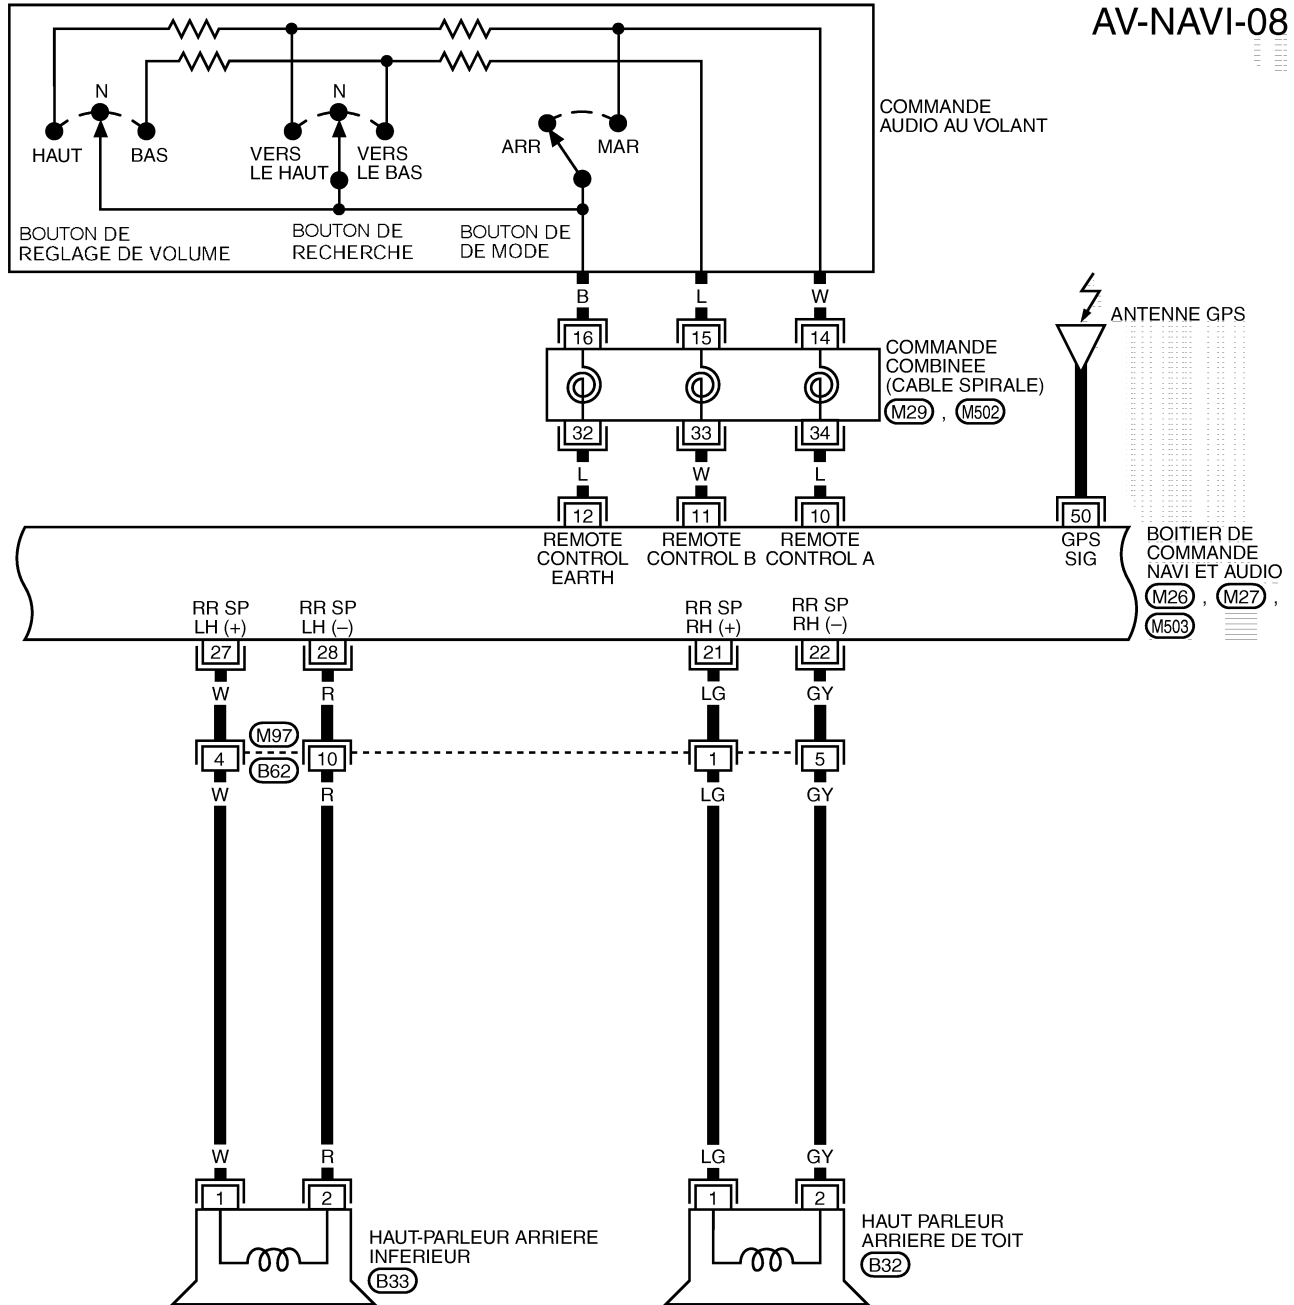 AV-NAVI-08
COMMANDE
AUDIO AU VOLANT
N
HAUT
BAS
N
VERS
LE HAUT
VERS
LE BAS
ARR
MAR
BOUTON DE
REGLAGE DE VOLUME
BOUTON DE
RECHERCHE
BOUTON DE
DE MODE
B
L
W
16
15
14
ANTENNE GPS
COMMANDE
COMBINEE
(CABLE SPIRALE)
M29 , M502
32
33
34
L
W
L
12
11
10
50
REMOTE
CONTROL
EARTH
REMOTE
CONTROL B
REMOTE
CONTROL A
GPS
SIG
BOITIER DE
COMMANDE
NAVI ET AUDIO
M26 , M27 ,
M503
RR SP
LH (+)
RR SP
LH (–)
RR SP
RH (+)
RR SP
RH (–)
27
28
21
22
W
R
LG
GY
M97
4
10
1
5
B62
W
R
LG
GY
W
R
LG
GY
1
2
1
2
HAUT-PARLEUR ARRIERE
INFERIEUR
B33
HAUT PARLEUR
ARRIERE DE TOIT
B32